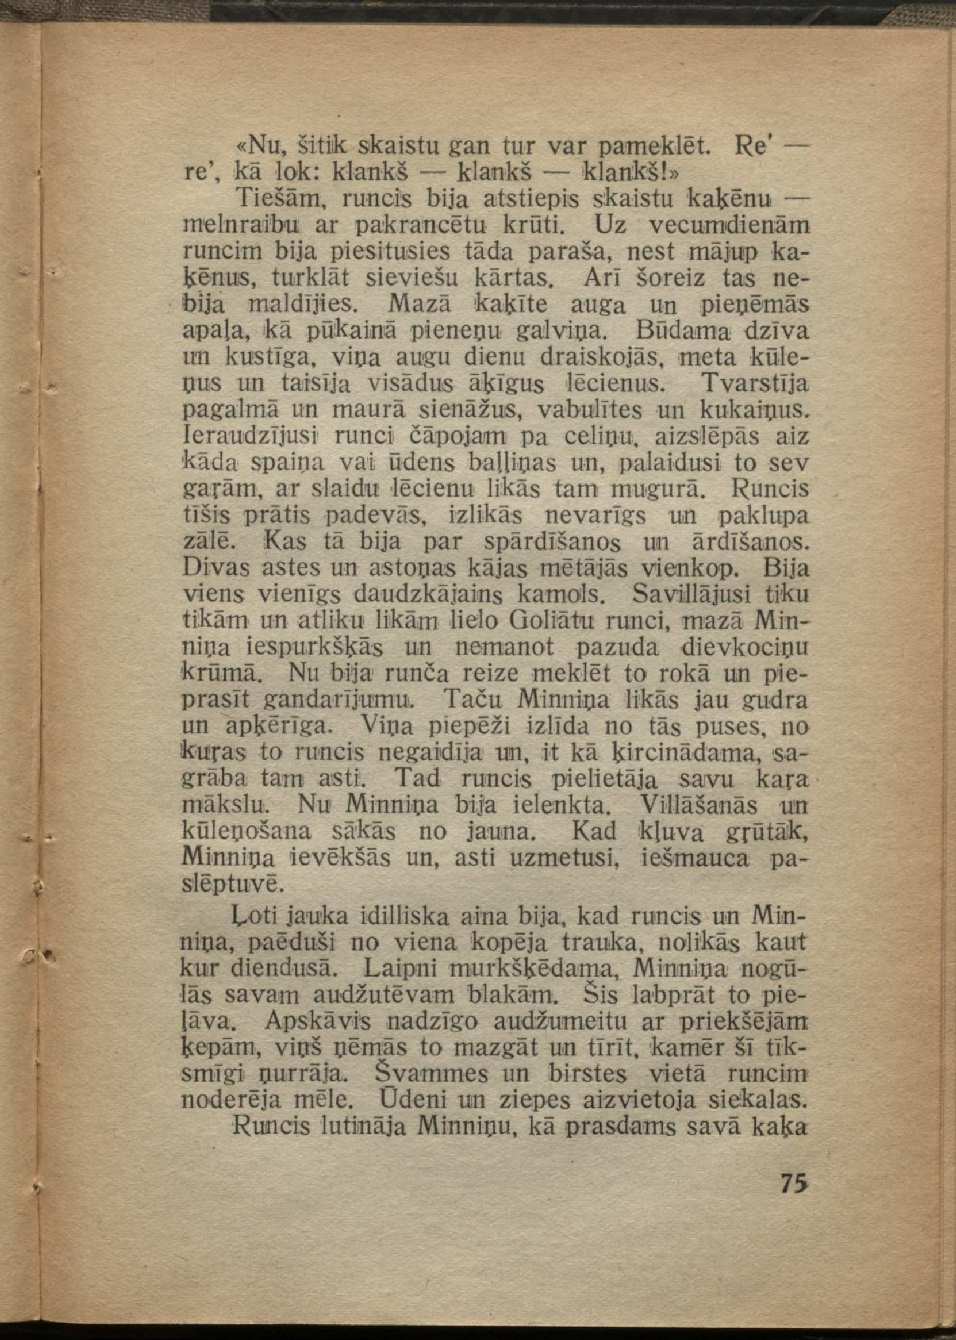 «Nu, šitik skaistu gan tur var pameklēt. Re' —
re', kā lok: klankš — klankš — klankš!»
Tiešām, runcis bija atstiepis skaistu kaķēnu —
melnraibu ar pakrancētu krūti. Uz vecumdienām
runcim bija piesitusies tāda paraša, nest mājup ka-
ķēnus, turklāt sieviešu kārtas. Arī šoreiz tas ne-
bija maldījies. Mazā kaķīte auga un pieņēmās
apaļa, kā pūkainā pieneņu galviņa. Būdama dzīva
un kustīga, viņa augu dienu draiskojās, meta kūle-
ņus un taisīja visādus āķīgus lēcienus. Tvarstīja
pagalmā un maurā sienāžus, vabulītes un kukaiņus.
Ieraudzījusi runci čāpojam pa celiņu, aizslēpās aiz
kāda spaiņa vai ūdens baļļiņas un, palaidusi to sev
gaŗām, ar slaidu lēcienu likās tam mugurā. Runcis
tīšis prātis padevās, izlikās nevarīgs un paklupa
zālē. Kas tā bija par spārdīšanos un ārdīšanos.
Divas astes un astoņas kājas mētājās vienkop. Bija
viens vienīgs daudzkājains kamols. Savillājusi tiku
tikām un atliku likām lielo Goliātu runci, mazā Min-
niņa iespurkšķās un nemanot pazuda dievkociņu
krūmā. Nu bija runča reize meklēt to rokā un pie-
prasīt gandarījumu. Taču Minniņa likās jau gudra
un apķērīga. Viņa piepēži izlīda no tās puses, no
kuŗas to runcis negaidīja un, it kā ķircinādama, sa-
grāba tam asti. Tad runcis pielietāja savu kaŗa
mākslu. Nu Minniņa bija ielenkta. Villāšanās un
kūleņošana sākās no jauna. Kad kļuva gŗūtāk,
Minniņa ievēkšās un, asti uzmetusi, iešmauca pa-
slēptuvē.
Ļoti jauka idilliska aina bija, kad runcis un Min-
niņa, paēduši no viena kopēja trauka, nolikās kaut
kur diendusā. Laipni murkšķēdama, Minniņa nogū-
lās savam audžutēvam blakām. Šis labprāt to pie-
ļāva. Apskāvis nadzīgo audžumeitu ar priekšējām
ķepām, viņš ņēmās to mazgāt un tīrīt, kamēr šī tīk-
smīgi ņurrāja. Švammes un birstes vietā runcim
noderēja mēle. Ūdeni un ziepes aizvietoja siekalas.
Runcis lutināja Minniņu, kā prasdams savā kaķa
75